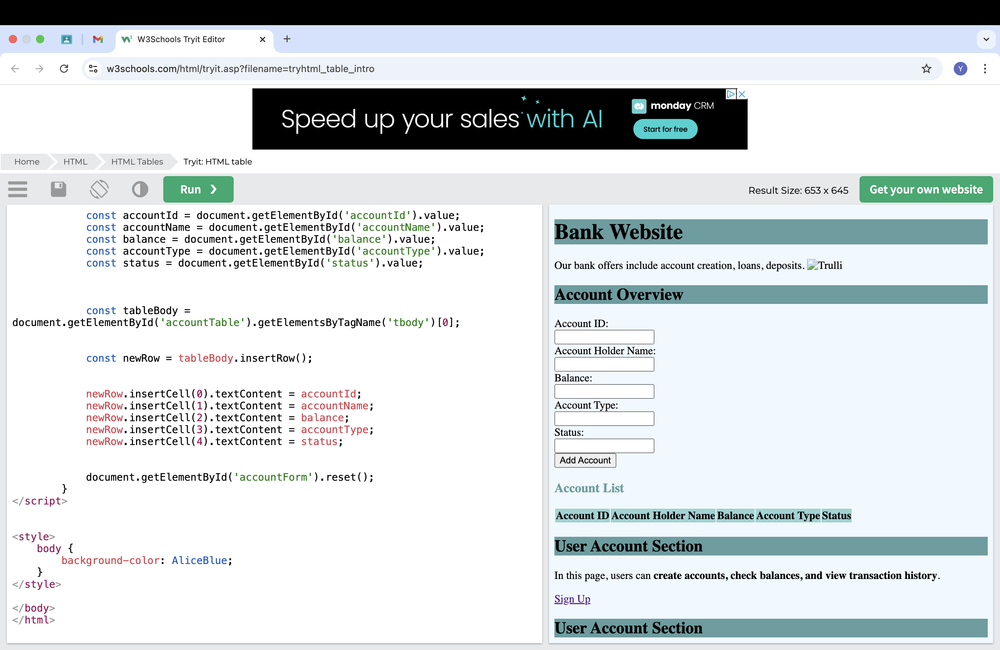 W3Schools Tryit Editor
w3schools.com/html/tryit.asp?filename=tryhtml_table_intro
Y
Speed up your sales with AI
monday CRM
Start for free
Home
HTML
HTML Tables
Tryit: HTML table
Run ❯
Result Size: 653 x 645
Get your own website
const accountId = document.getElementById('accountId').value;
const accountName = document.getElementById('accountName').value;
const balance = document.getElementById('balance').value;
const accountType = document.getElementById('accountType').value;
const status = document.getElementById('status').value;
const tableBody =
document.getElementById('accountTable').getElementsByTagName('tbody')[0];
const newRow = tableBody.insertRow();
newRow.insertCell(0).textContent = accountId;
newRow.insertCell(1).textContent = accountName;
newRow.insertCell(2).textContent = balance;
newRow.insertCell(3).textContent = accountType;
newRow.insertCell(4).textContent = status;
document.getElementById('accountForm').reset();
}
</script>
<style>
body {
background-color: AliceBlue;
}
</style>
</body>
</html>
Bank Website
Our bank offers include account creation, loans, deposits. Trulli
Account Overview
Account ID:
Account Holder Name:
Balance:
Account Type:
Status:
Add Account
Account List
Account ID Account Holder Name Balance Account Type Status
User Account Section
In this page, users can create accounts, check balances, and view transaction history.
Sign Up
User Account Section